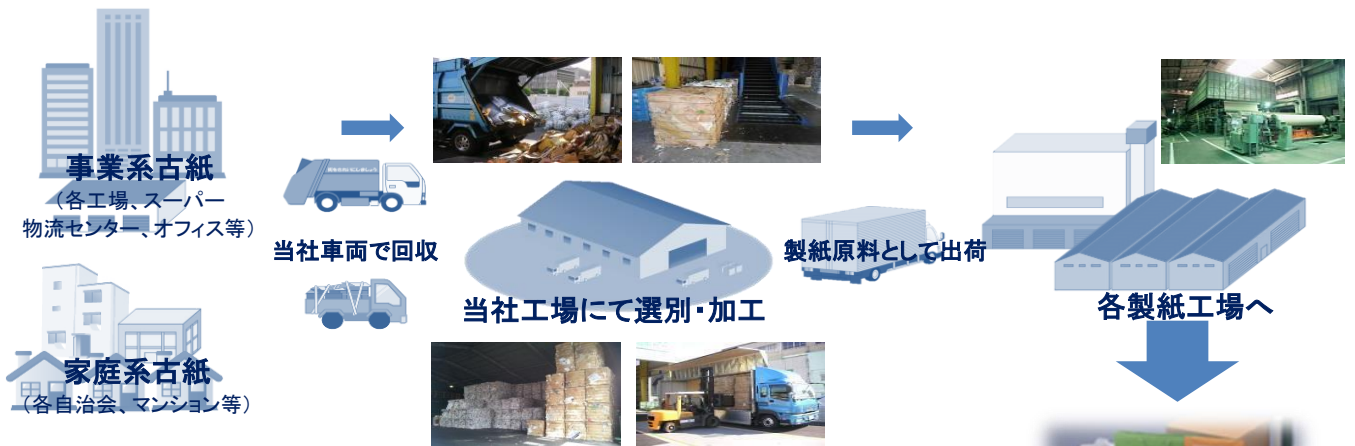 事業系古紙
（各工場、スーパー
物流センター、オフィス等）
家庭系古紙
（各自治会、マンション等）
当社車両で回収
当社工場にて選別・加工
製紙原料として出荷
各製紙工場へ